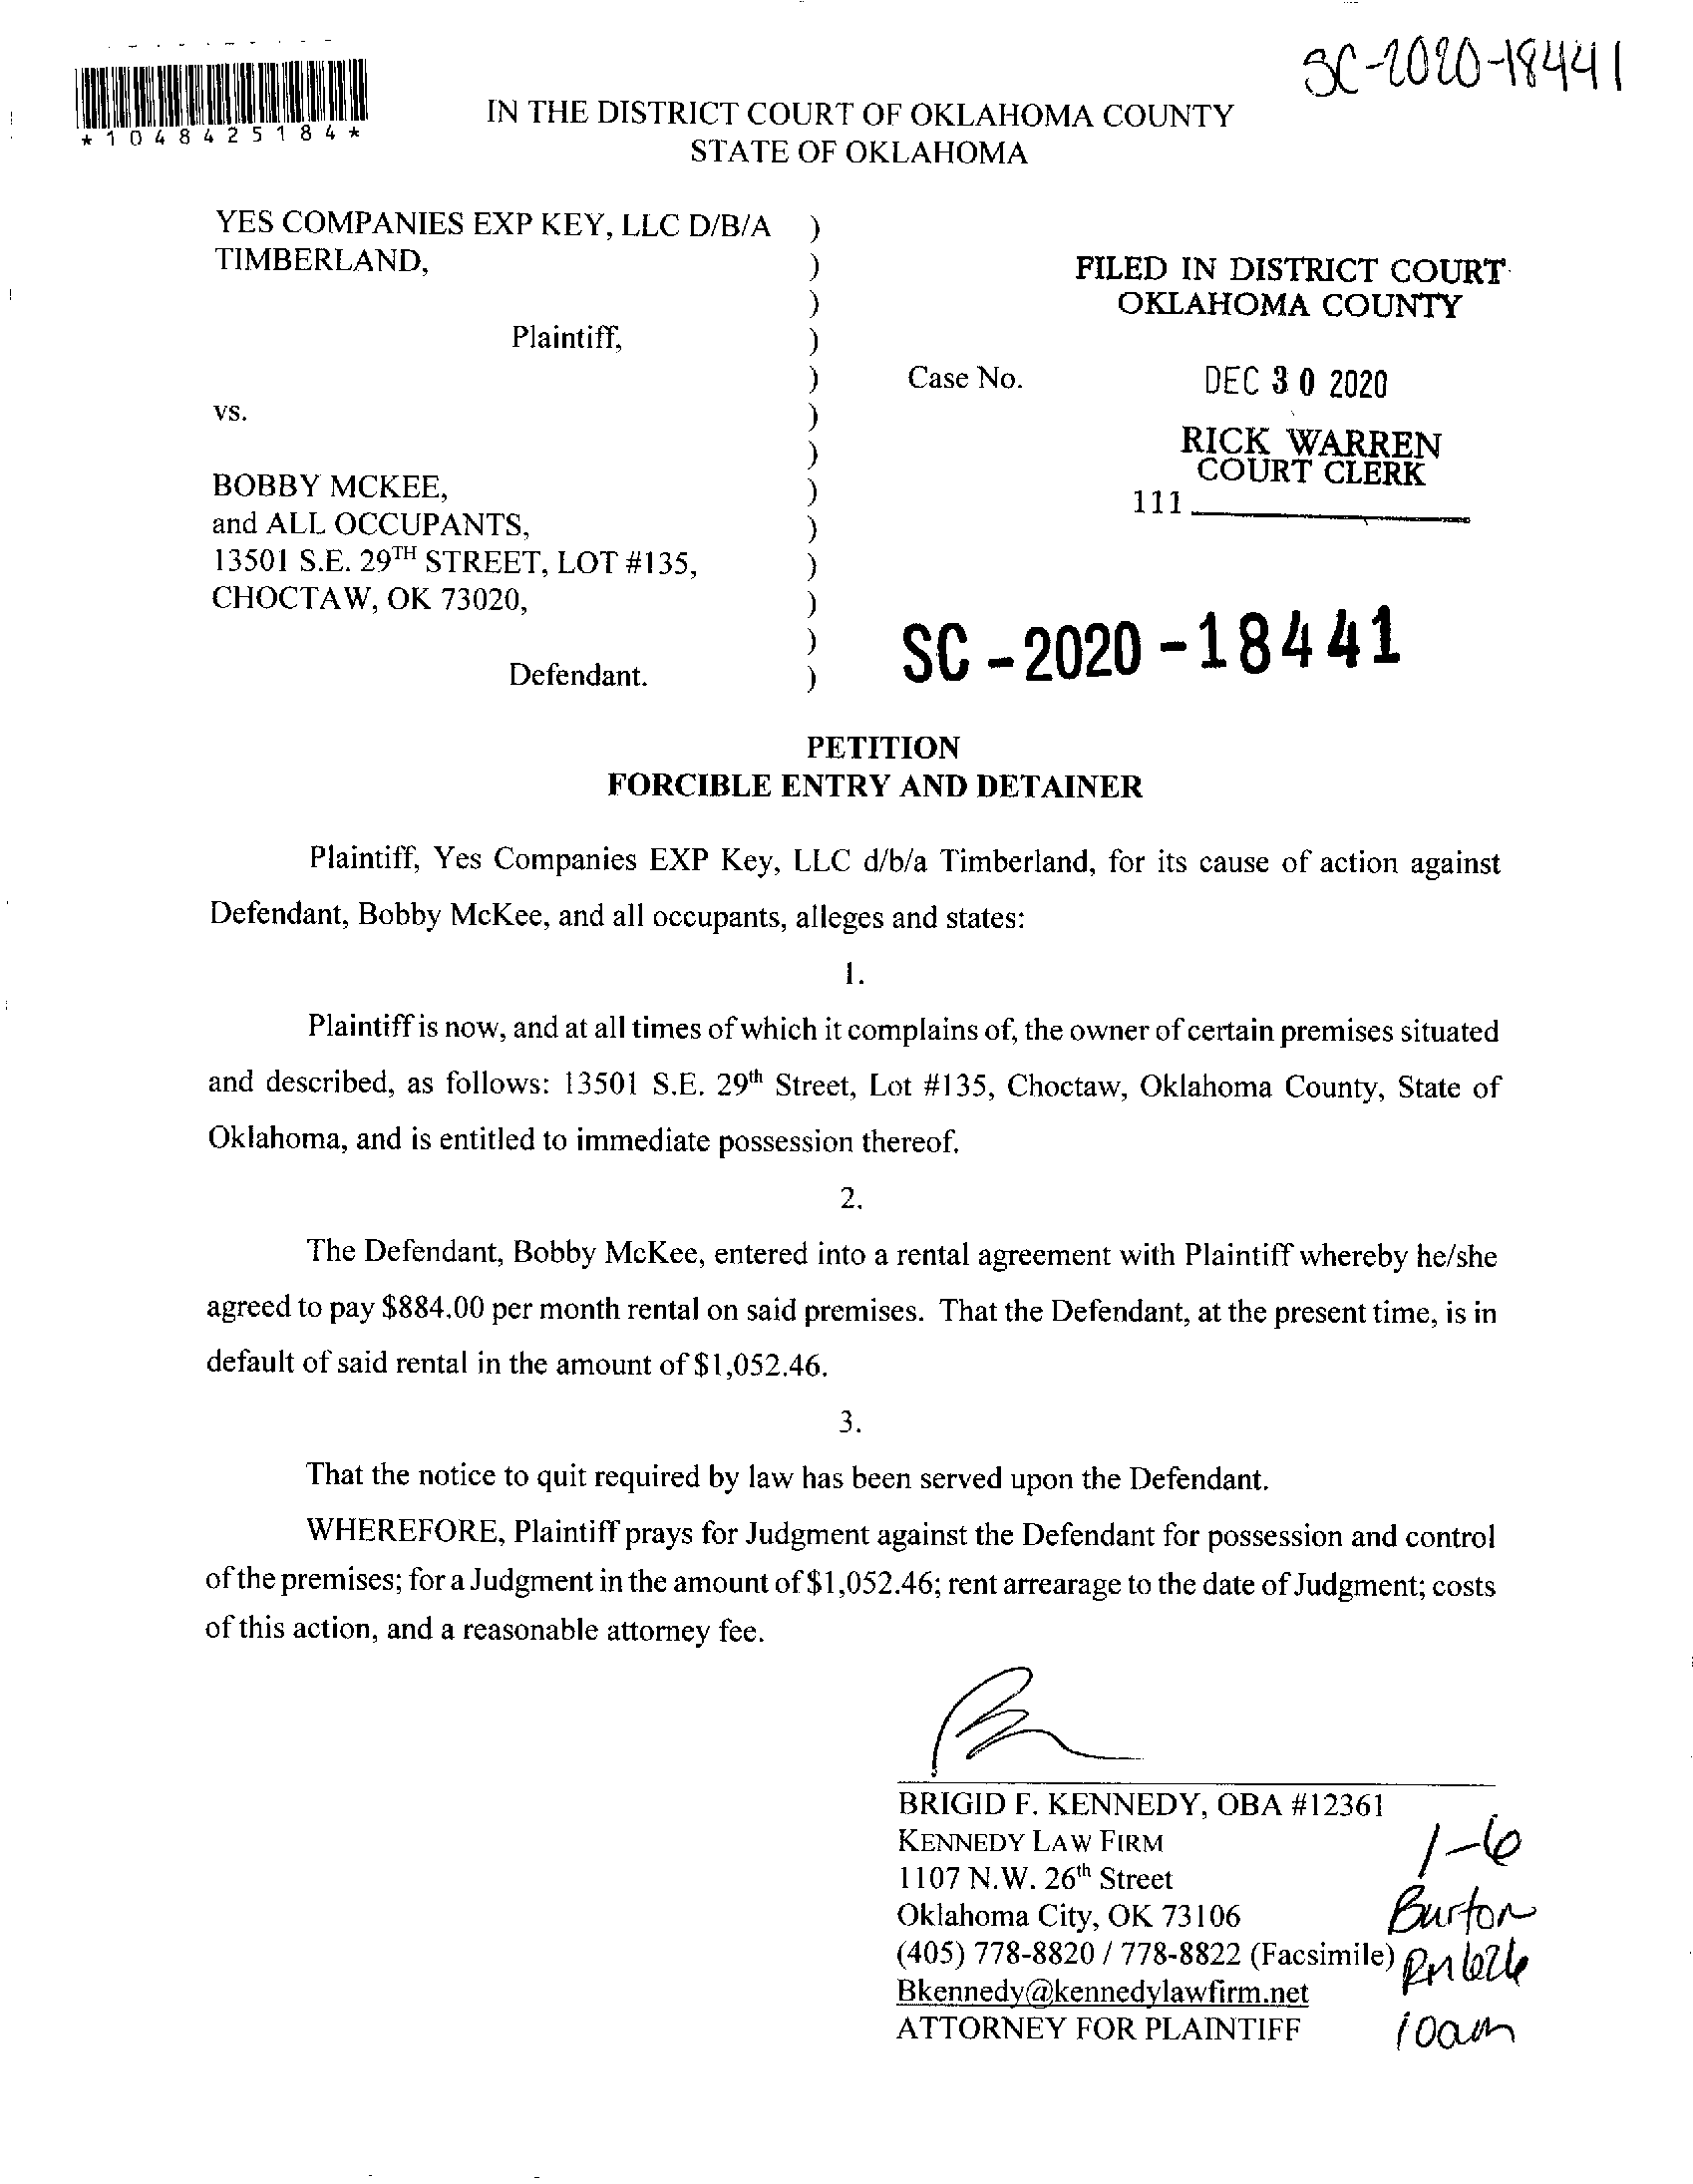 SC-2020-18441
*1048425184*
IN THE DISTRICT COURT OF OKLAHOMA COUNTY
STATE OF OKLAHOMA
YES COMPANIES EXP KEY, LLC D/B/A )
TIMBERLAND, )
)
Plaintiff, )
)
vs. )
)
BOBBY MCKEE, )
and ALL OCCUPANTS, )
13501 S.E. 29TH STREET, LOT #135, )
CHOCTAW, OK 73020, )
)
Defendant. )
FILED IN DISTRICT COURT
OKLAHOMA COUNTY
Case No.
DEC 30 2020
RICK WARREN
COURT CLERK
111
SC-2020-18441
PETITION
FORCIBLE ENTRY AND DETAINER
Plaintiff, Yes Companies EXP Key, LLC d/b/a Timberland, for its cause of action against
Defendant, Bobby McKee, and all occupants, alleges and states:
1.
Plaintiff is now, and at all times of which it complains of, the owner of certain premises situated
and described, as follows: 13501 S.E. 29th Street, Lot #135, Choctaw, Oklahoma County, State of
Oklahoma, and is entitled to immediate possession thereof.
2.
The Defendant, Bobby McKee, entered into a rental agreement with Plaintiff whereby he/she
agreed to pay $884.00 per month rental on said premises. That the Defendant, at the present time, is in
default of said rental in the amount of $1,052.46.
3.
That the notice to quit required by law has been served upon the Defendant.
WHEREFORE, Plaintiff prays for Judgment against the Defendant for possession and control
of the premises; for a Judgment in the amount of $1,052.46; rent arrearage to the date of Judgment; costs
of this action, and a reasonable attorney fee.
BRIGID F. KENNEDY, OBA #12361
KENNEDY LAW FIRM
1107 N.W. 26th Street
Oklahoma City, OK 73106
(405) 778-8820 / 778-8822 (Facsimile)
Bkennedy@kennedylawfirm.net
ATTORNEY FOR PLAINTIFF
1-6
Burton
Rm 626
10am